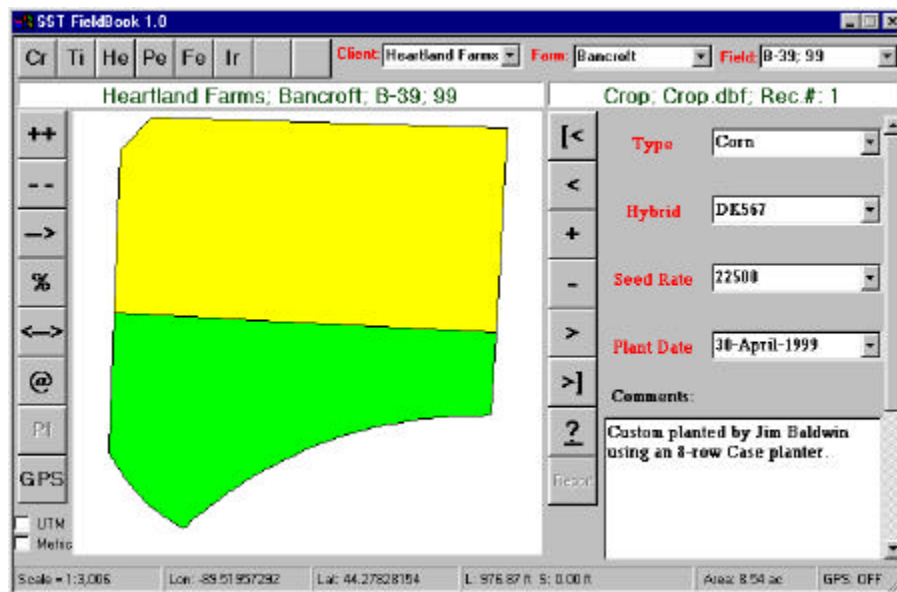 SST FieldBook 1.0
Cr Ti He Pe Fe Ir Client: Heartland Farms Farm: Bancroft Field: B-39; 99
Heartland Farms; Bancroft; B-39; 99 Crop; Crop.dbf; Rec.#: 1
++
--
-->
%
<-->
@
Pf
GPS
UTM
Metric
[<
<
+
-
>
>]
?
Report
Type Corn
Hybrid DK567
Seed Rate 22500
Plant Date 30-April-1999
Comments:
Custom planted by Jim Baldwin
using an 8-row Case planter.
Scale = 1:3,006 Lon: -89.51957292 Lat: 44.27828154 L: 976.87 ft S: 0.00 ft Area: 8.54 ac GPS: OFF